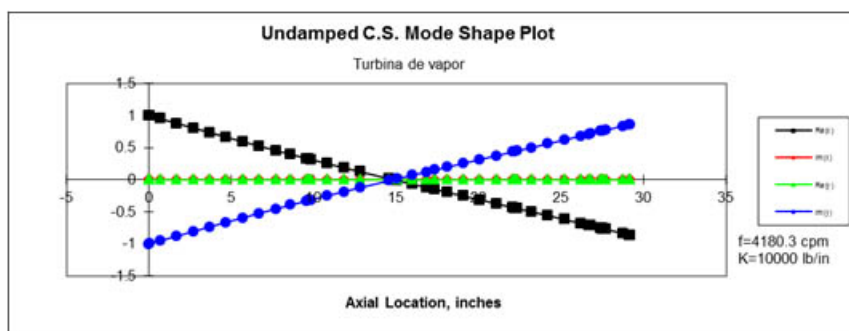 Undamped C.S. Mode Shape Plot
Turbina de vapor
1.5
1
0.5
0
-0.5
-1
-1.5
-5 0 5 10 15 20 25 30 35
Axial Location, inches
f=4180.3 cpm
K=10000 lb/in